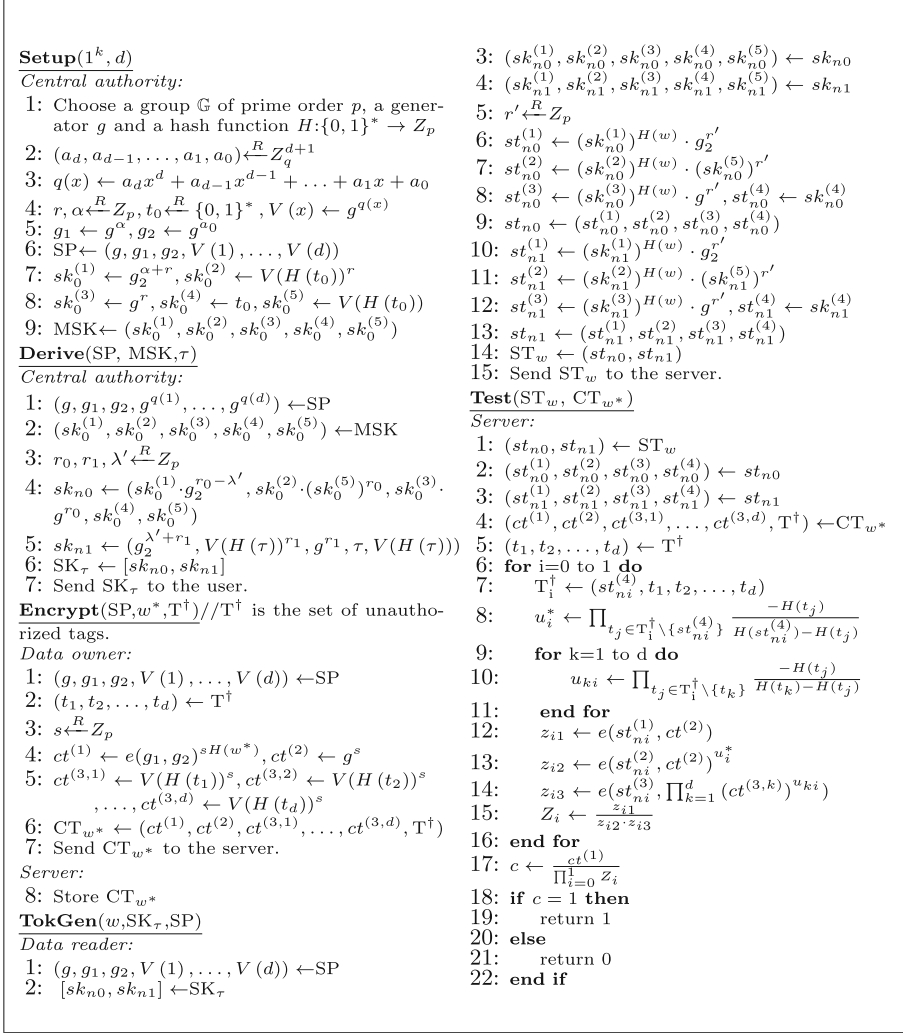 Setup(1^k, d)
Central authority:
1: Choose a group 𝔾 of prime order p, a gener-
ator g and a hash function H:{0, 1}^* → Z_p
2: (a_d, a_{d−1}, . . . , a_1, a_0) ←^R Z_q^{d+1}
3: q(x) ← a_d x^d + a_{d−1} x^{d−1} + . . . + a_1 x + a_0
4: r, α ←^R Z_p, t_0 ←^R {0, 1}^*, V (x) ← g^{q(x)}
5: g_1 ← g^α, g_2 ← g^{a_0}
6: SP← (g, g_1, g_2, V (1) , . . . , V (d))
7: sk_0^{(1)} ← g_2^{α+r}, sk_0^{(2)} ← V(H (t_0))^r
8: sk_0^{(3)} ← g^r, sk_0^{(4)} ← t_0, sk_0^{(5)} ← V(H (t_0))
9: MSK← (sk_0^{(1)}, sk_0^{(2)}, sk_0^{(3)}, sk_0^{(4)}, sk_0^{(5)})
Derive(SP, MSK,τ)
Central authority:
1: (g, g_1, g_2, g^{q(1)}, . . . , g^{q(d)}) ←SP
2: (sk_0^{(1)}, sk_0^{(2)}, sk_0^{(3)}, sk_0^{(4)}, sk_0^{(5)}) ←MSK
3: r_0, r_1, λ′ ←^R Z_p
4: sk_{n0} ← (sk_0^{(1)}·g_2^{r_0−λ′}, sk_0^{(2)}·(sk_0^{(5)})^{r_0}, sk_0^{(3)}·
g^{r_0}, sk_0^{(4)}, sk_0^{(5)})
5: sk_{n1} ← (g_2^{λ′+r_1}, V(H (τ))^{r_1}, g^{r_1}, τ, V(H (τ)))
6: SK_τ ← [sk_{n0}, sk_{n1}]
7: Send SK_τ to the user.
Encrypt(SP,w^*,T^†)//T^† is the set of unautho-
rized tags.
Data owner:
1: (g, g_1, g_2, V (1) , . . . , V (d)) ←SP
2: (t_1, t_2, . . . , t_d) ← T^†
3: s ←^R Z_p
4: ct^{(1)} ← e(g_1, g_2)^{sH(w^*)}, ct^{(2)} ← g^s
5: ct^{(3,1)} ← V(H (t_1))^s, ct^{(3,2)} ← V(H (t_2))^s
, . . . , ct^{(3,d)} ← V(H (t_d))^s
6: CT_{w^*} ← (ct^{(1)}, ct^{(2)}, ct^{(3,1)}, . . . , ct^{(3,d)}, T^†)
7: Send CT_{w^*} to the server.
Server:
8: Store CT_{w^*}
TokGen(w,SK_τ,SP)
Data reader:
1: (g, g_1, g_2, V (1) , . . . , V (d)) ←SP
2: [sk_{n0}, sk_{n1}] ←SK_τ
3: (sk_{n0}^{(1)}, sk_{n0}^{(2)}, sk_{n0}^{(3)}, sk_{n0}^{(4)}, sk_{n0}^{(5)}) ← sk_{n0}
4: (sk_{n1}^{(1)}, sk_{n1}^{(2)}, sk_{n1}^{(3)}, sk_{n1}^{(4)}, sk_{n1}^{(5)}) ← sk_{n1}
5: r′ ←^R Z_p
6: st_{n0}^{(1)} ← (sk_{n0}^{(1)})^{H(w)} · g_2^{r′}
7: st_{n0}^{(2)} ← (sk_{n0}^{(2)})^{H(w)} · (sk_{n0}^{(5)})^{r′}
8: st_{n0}^{(3)} ← (sk_{n0}^{(3)})^{H(w)} · g^{r′}, st_{n0}^{(4)} ← sk_{n0}^{(4)}
9: st_{n0} ← (st_{n0}^{(1)}, st_{n0}^{(2)}, st_{n0}^{(3)}, st_{n0}^{(4)})
10: st_{n1}^{(1)} ← (sk_{n1}^{(1)})^{H(w)} · g_2^{r′}
11: st_{n1}^{(2)} ← (sk_{n1}^{(2)})^{H(w)} · (sk_{n1}^{(5)})^{r′}
12: st_{n1}^{(3)} ← (sk_{n1}^{(3)})^{H(w)} · g^{r′}, st_{n1}^{(4)} ← sk_{n1}^{(4)}
13: st_{n1} ← (st_{n1}^{(1)}, st_{n1}^{(2)}, st_{n1}^{(3)}, st_{n1}^{(4)})
14: ST_w ← (st_{n0}, st_{n1})
15: Send ST_w to the server.
Test(ST_w, CT_{w^*})
Server:
1: (st_{n0}, st_{n1}) ← ST_w
2: (st_{n0}^{(1)}, st_{n0}^{(2)}, st_{n0}^{(3)}, st_{n0}^{(4)}) ← st_{n0}
3: (st_{n1}^{(1)}, st_{n1}^{(2)}, st_{n1}^{(3)}, st_{n1}^{(4)}) ← st_{n1}
4: (ct^{(1)}, ct^{(2)}, ct^{(3,1)}, . . . , ct^{(3,d)}, T^†) ←CT_{w^*}
5: (t_1, t_2, . . . , t_d) ← T^†
6: for i=0 to 1 do
7: T_i^† ← (st_{ni}^{(4)}, t_1, t_2, . . . , t_d)
8: u_i^* ← ∏_{t_j∈T_i^†\{st_{ni}^{(4)}}} −H(t_j) / (H(st_{ni}^{(4)})−H(t_j))
9: for k=1 to d do
10: u_{ki} ← ∏_{t_j∈T_i^†\{t_k}} −H(t_j) / (H(t_k)−H(t_j))
11: end for
12: z_{i1} ← e(st_{ni}^{(1)}, ct^{(2)})
13: z_{i2} ← e(st_{ni}^{(2)}, ct^{(2)})^{u_i^*}
14: z_{i3} ← e(st_{ni}^{(3)}, ∏_{k=1}^d (ct^{(3,k)})^{u_{ki}})
15: Z_i ← z_{i1} / (z_{i2}·z_{i3})
16: end for
17: c ← ct^{(1)} / ∏_{i=0}^1 Z_i
18: if c = 1 then
19: return 1
20: else
21: return 0
22: end if